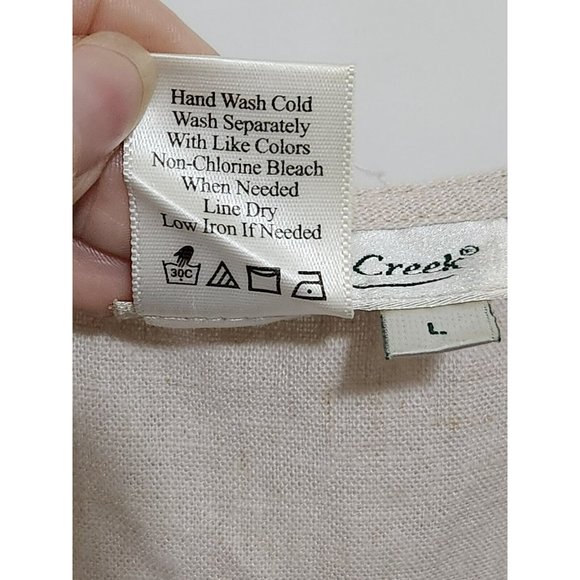 Hand Wash Cold
Wash Separately
With Like Colors
Non-Chlorine Bleach
When Needed
Line Dry
Low Iron If Needed
30C
Creek®
L